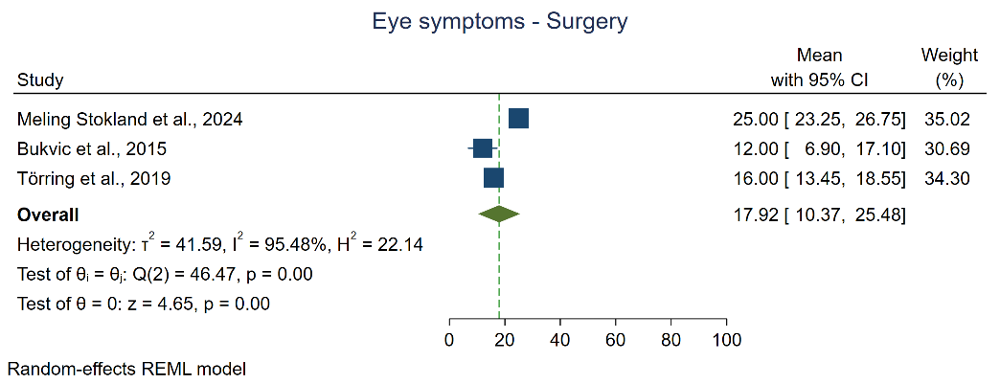 Eye symptoms - Surgery
Mean Weight
Study with 95% CI (%)
Meling Stokland et al., 2024 25.00 [ 23.25, 26.75] 35.02
Bukvic et al., 2015 12.00 [ 6.90, 17.10] 30.69
Törring et al., 2019 16.00 [ 13.45, 18.55] 34.30
Overall 17.92 [ 10.37, 25.48]
Heterogeneity: τ² = 41.59, I² = 95.48%, H² = 22.14
Test of θᵢ = θⱼ: Q(2) = 46.47, p = 0.00
Test of θ = 0: z = 4.65, p = 0.00
0 20 40 60 80 100
Random-effects REML model